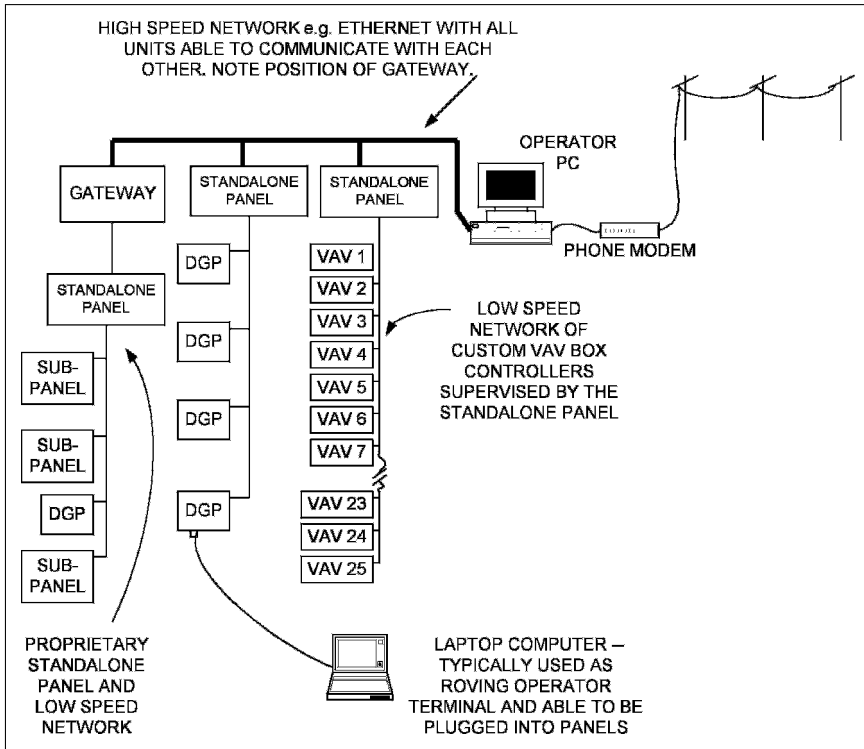 HIGH SPEED NETWORK e.g. ETHERNET WITH ALL
UNITS ABLE TO COMMUNICATE WITH EACH
OTHER. NOTE POSITION OF GATEWAY.
OPERATOR
PC
PHONE MODEM
GATEWAY
STANDALONE
PANEL
STANDALONE
PANEL
STANDALONE
PANEL
SUB-
PANEL
SUB-
PANEL
DGP
SUB-
PANEL
DGP
DGP
DGP
DGP
VAV 1
VAV 2
VAV 3
VAV 4
VAV 5
VAV 6
VAV 7
VAV 23
VAV 24
VAV 25
LOW SPEED
NETWORK OF
CUSTOM VAV BOX
CONTROLLERS
SUPERVISED BY THE
STANDALONE PANEL
PROPRIETARY
STANDALONE
PANEL AND
LOW SPEED
NETWORK
LAPTOP COMPUTER –
TYPICALLY USED AS
ROVING OPERATOR
TERMINAL AND ABLE TO BE
PLUGGED INTO PANELS